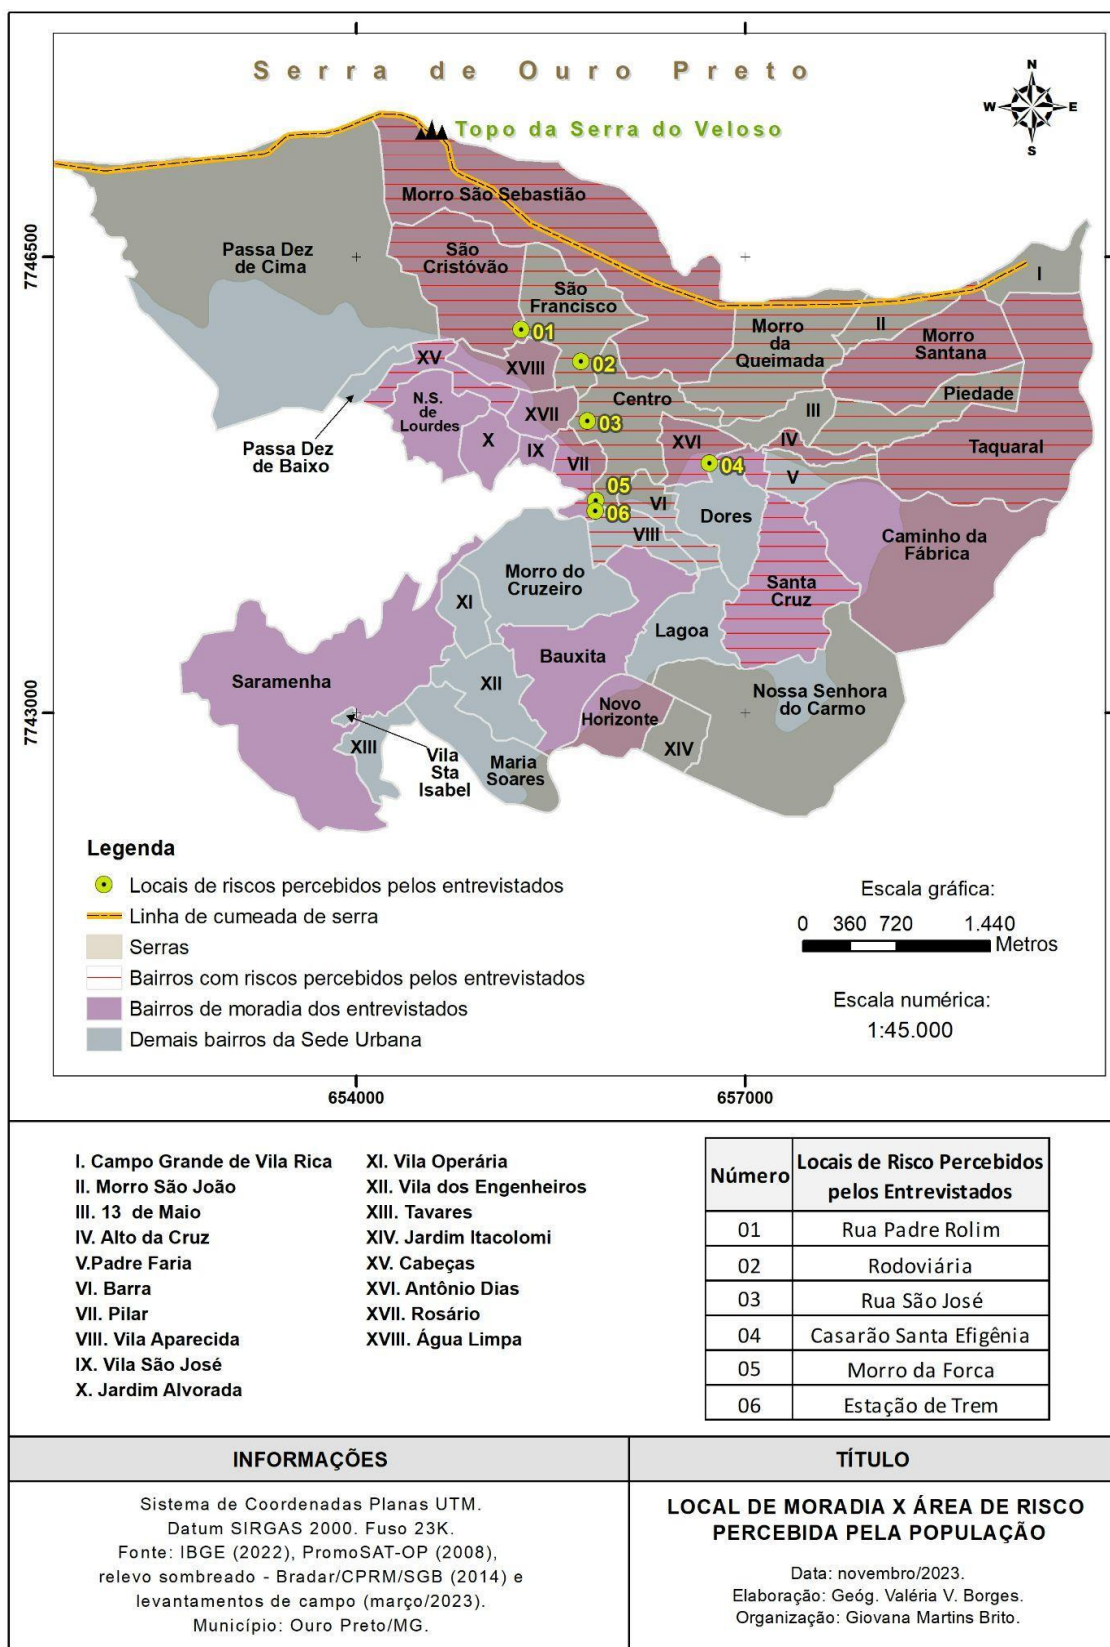 Serra de Ouro Preto
N
W E
S
Topo da Serra do Veloso
Morro São Sebastião
7746500
Passa Dez
de Cima
São
Cristóvão
São
Francisco
I
01
II
Morro
da
Queimada
Morro
Santana
XV
XVIII
02
N.S.
de
Lourdes
Centro
III
Piedade
Passa Dez
de Baixo
XVII
03
X
IX
XVI
IV
Taquaral
VII
04
V
05
06
VI
Dores
VIII
Caminho da
Fábrica
Morro do
Cruzeiro
Santa
Cruz
XI
Lagoa
Bauxita
Saramenha
XII
Nossa Senhora
do Carmo
Novo
Horizonte
7743000
XIII
Vila
Sta
Isabel
Maria
Soares
XIV
Legenda
Locais de riscos percebidos pelos entrevistados
Linha de cumeada de serra
Serras
Bairros com riscos percebidos pelos entrevistados
Bairros de moradia dos entrevistados
Demais bairros da Sede Urbana
Escala gráfica:
0 360 720 1.440
Metros
Escala numérica:
1:45.000
654000 657000
I. Campo Grande de Vila Rica
II. Morro São João
III. 13 de Maio
IV. Alto da Cruz
V.Padre Faria
VI. Barra
VII. Pilar
VIII. Vila Aparecida
IX. Vila São José
X. Jardim Alvorada
XI. Vila Operária
XII. Vila dos Engenheiros
XIII. Tavares
XIV. Jardim Itacolomi
XV. Cabeças
XVI. Antônio Dias
XVII. Rosário
XVIII. Água Limpa
Número Locais de Risco Percebidos
pelos Entrevistados
01 Rua Padre Rolim
02 Rodoviária
03 Rua São José
04 Casarão Santa Efigênia
05 Morro da Forca
06 Estação de Trem
INFORMAÇÕES
Sistema de Coordenadas Planas UTM.
Datum SIRGAS 2000. Fuso 23K.
Fonte: IBGE (2022), PromoSAT-OP (2008),
relevo sombreado - Bradar/CPRM/SGB (2014) e
levantamentos de campo (março/2023).
Município: Ouro Preto/MG.
TÍTULO
LOCAL DE MORADIA X ÁREA DE RISCO
PERCEBIDA PELA POPULAÇÃO
Data: novembro/2023.
Elaboração: Geóg. Valéria V. Borges.
Organização: Giovana Martins Brito.